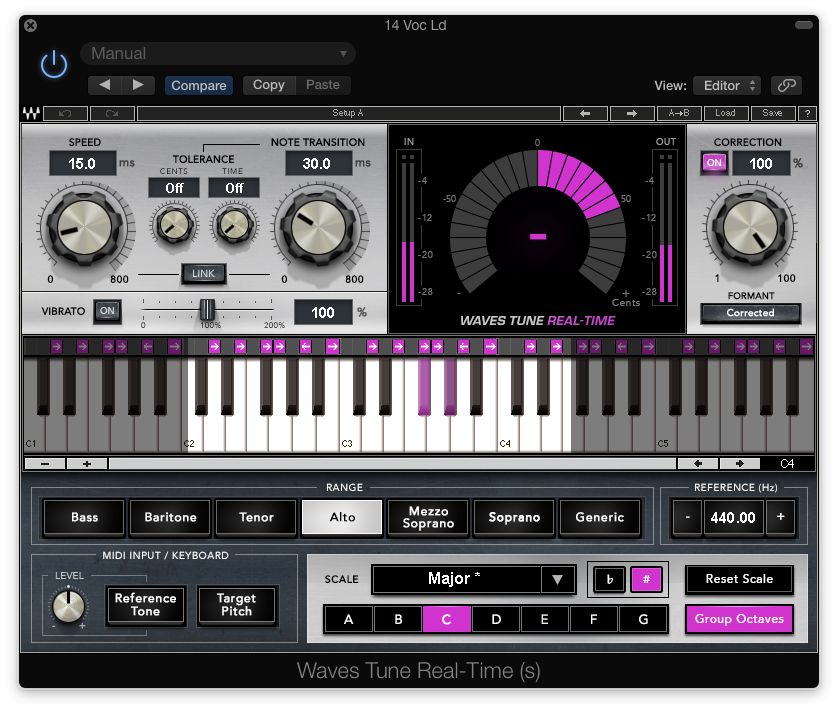 14 Voc Ld
Manual
Compare Copy Paste View: Editor
Setup A A→B Load Save ?
SPEED NOTE TRANSITION IN 0 OUT CORRECTION
15.0 ms TOLERANCE 30.0 ms ON 100 %
CENTS TIME
Off Off
-4 -4
-50 50
-12 -12
-20 -20
0 800 0 800 1 100
LINK
-28 - + -28
Cents
FORMANT
VIBRATO ON 0 100% 200% 100 %
Corrected
WAVES TUNE REAL-TIME
C1 C2 C3 C4 C5
- + C4
RANGE REFERENCE (Hz)
Bass Baritone Tenor Alto Mezzo Soprano Soprano Generic - 440.00 +
MIDI INPUT / KEYBOARD
LEVEL Reference Tone Target Pitch SCALE Major * ▼ b # Reset Scale
- + A B C D E F G Group Octaves
Waves Tune Real-Time (s)